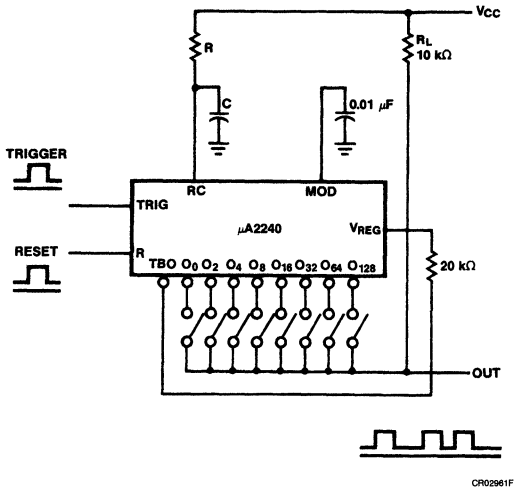 VCC
R
RL
10 kΩ
C
0.01 μF
TRIGGER
RC
MOD
TRIG
μA2240
VREG
RESET
R
TBO O0 O2 O4 O8 O16 O32 O64 O128
20 kΩ
OUT
CR02961F